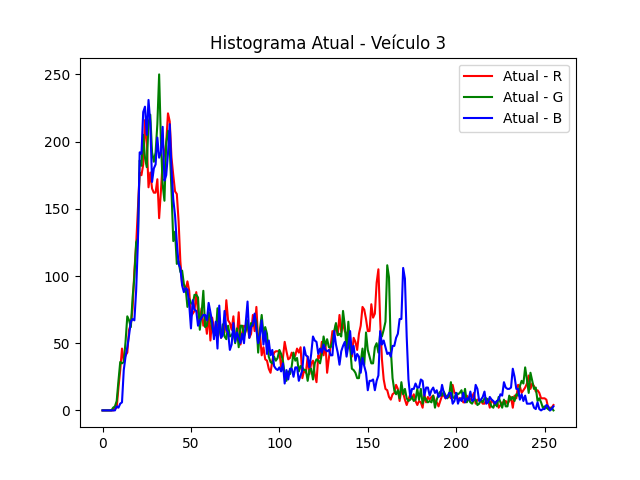 Histograma Atual - Veículo 3
Atual - R
Atual - G
Atual - B
250
200
150
100
50
0
0 50 100 150 200 250